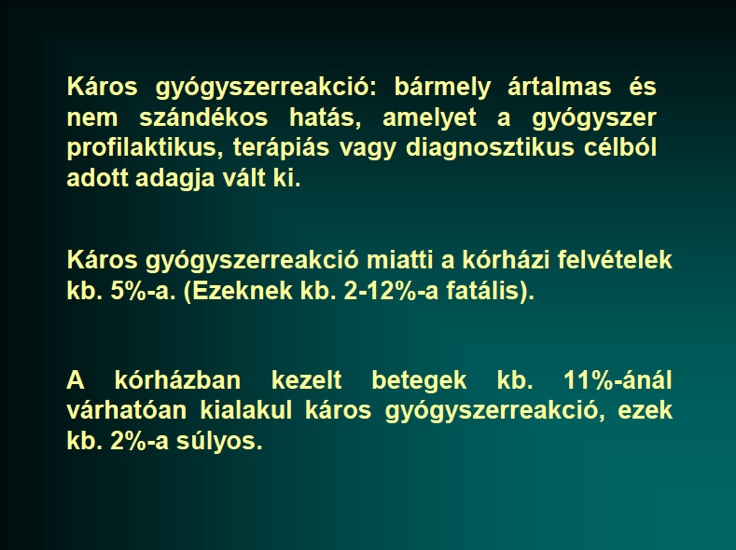 Káros gyógyszerreakció: bármely ártalmas és
nem szándékos hatás, amelyet a gyógyszer
profilaktikus, terápiás vagy diagnosztikus célból
adott adagja vált ki.
Káros gyógyszerreakció miatti a kórházi felvételek
kb. 5%-a. (Ezeknek kb. 2-12%-a fatális).
A kórházban kezelt betegek kb. 11%-ánál
várhatóan kialakul káros gyógyszerreakció, ezek
kb. 2%-a súlyos.